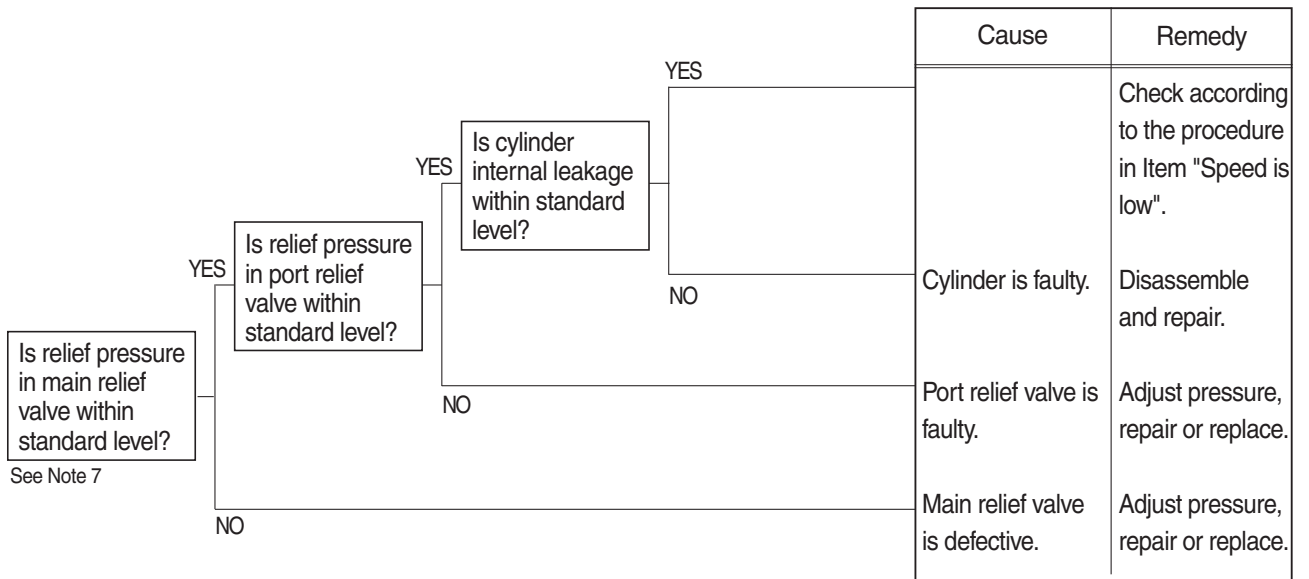 Cause
Remedy
YES
Check according
to the procedure
in Item "Speed is
low".
Is cylinder
internal leakage
within standard
level?
YES
NO
Cylinder is faulty.
Disassemble
and repair.
Is relief pressure
in port relief
valve within
standard level?
YES
NO
Port relief valve is
faulty.
Adjust pressure,
repair or replace.
Is relief pressure
in main relief
valve within
standard level?
See Note 7
NO
Main relief valve
is defective.
Adjust pressure,
repair or replace.